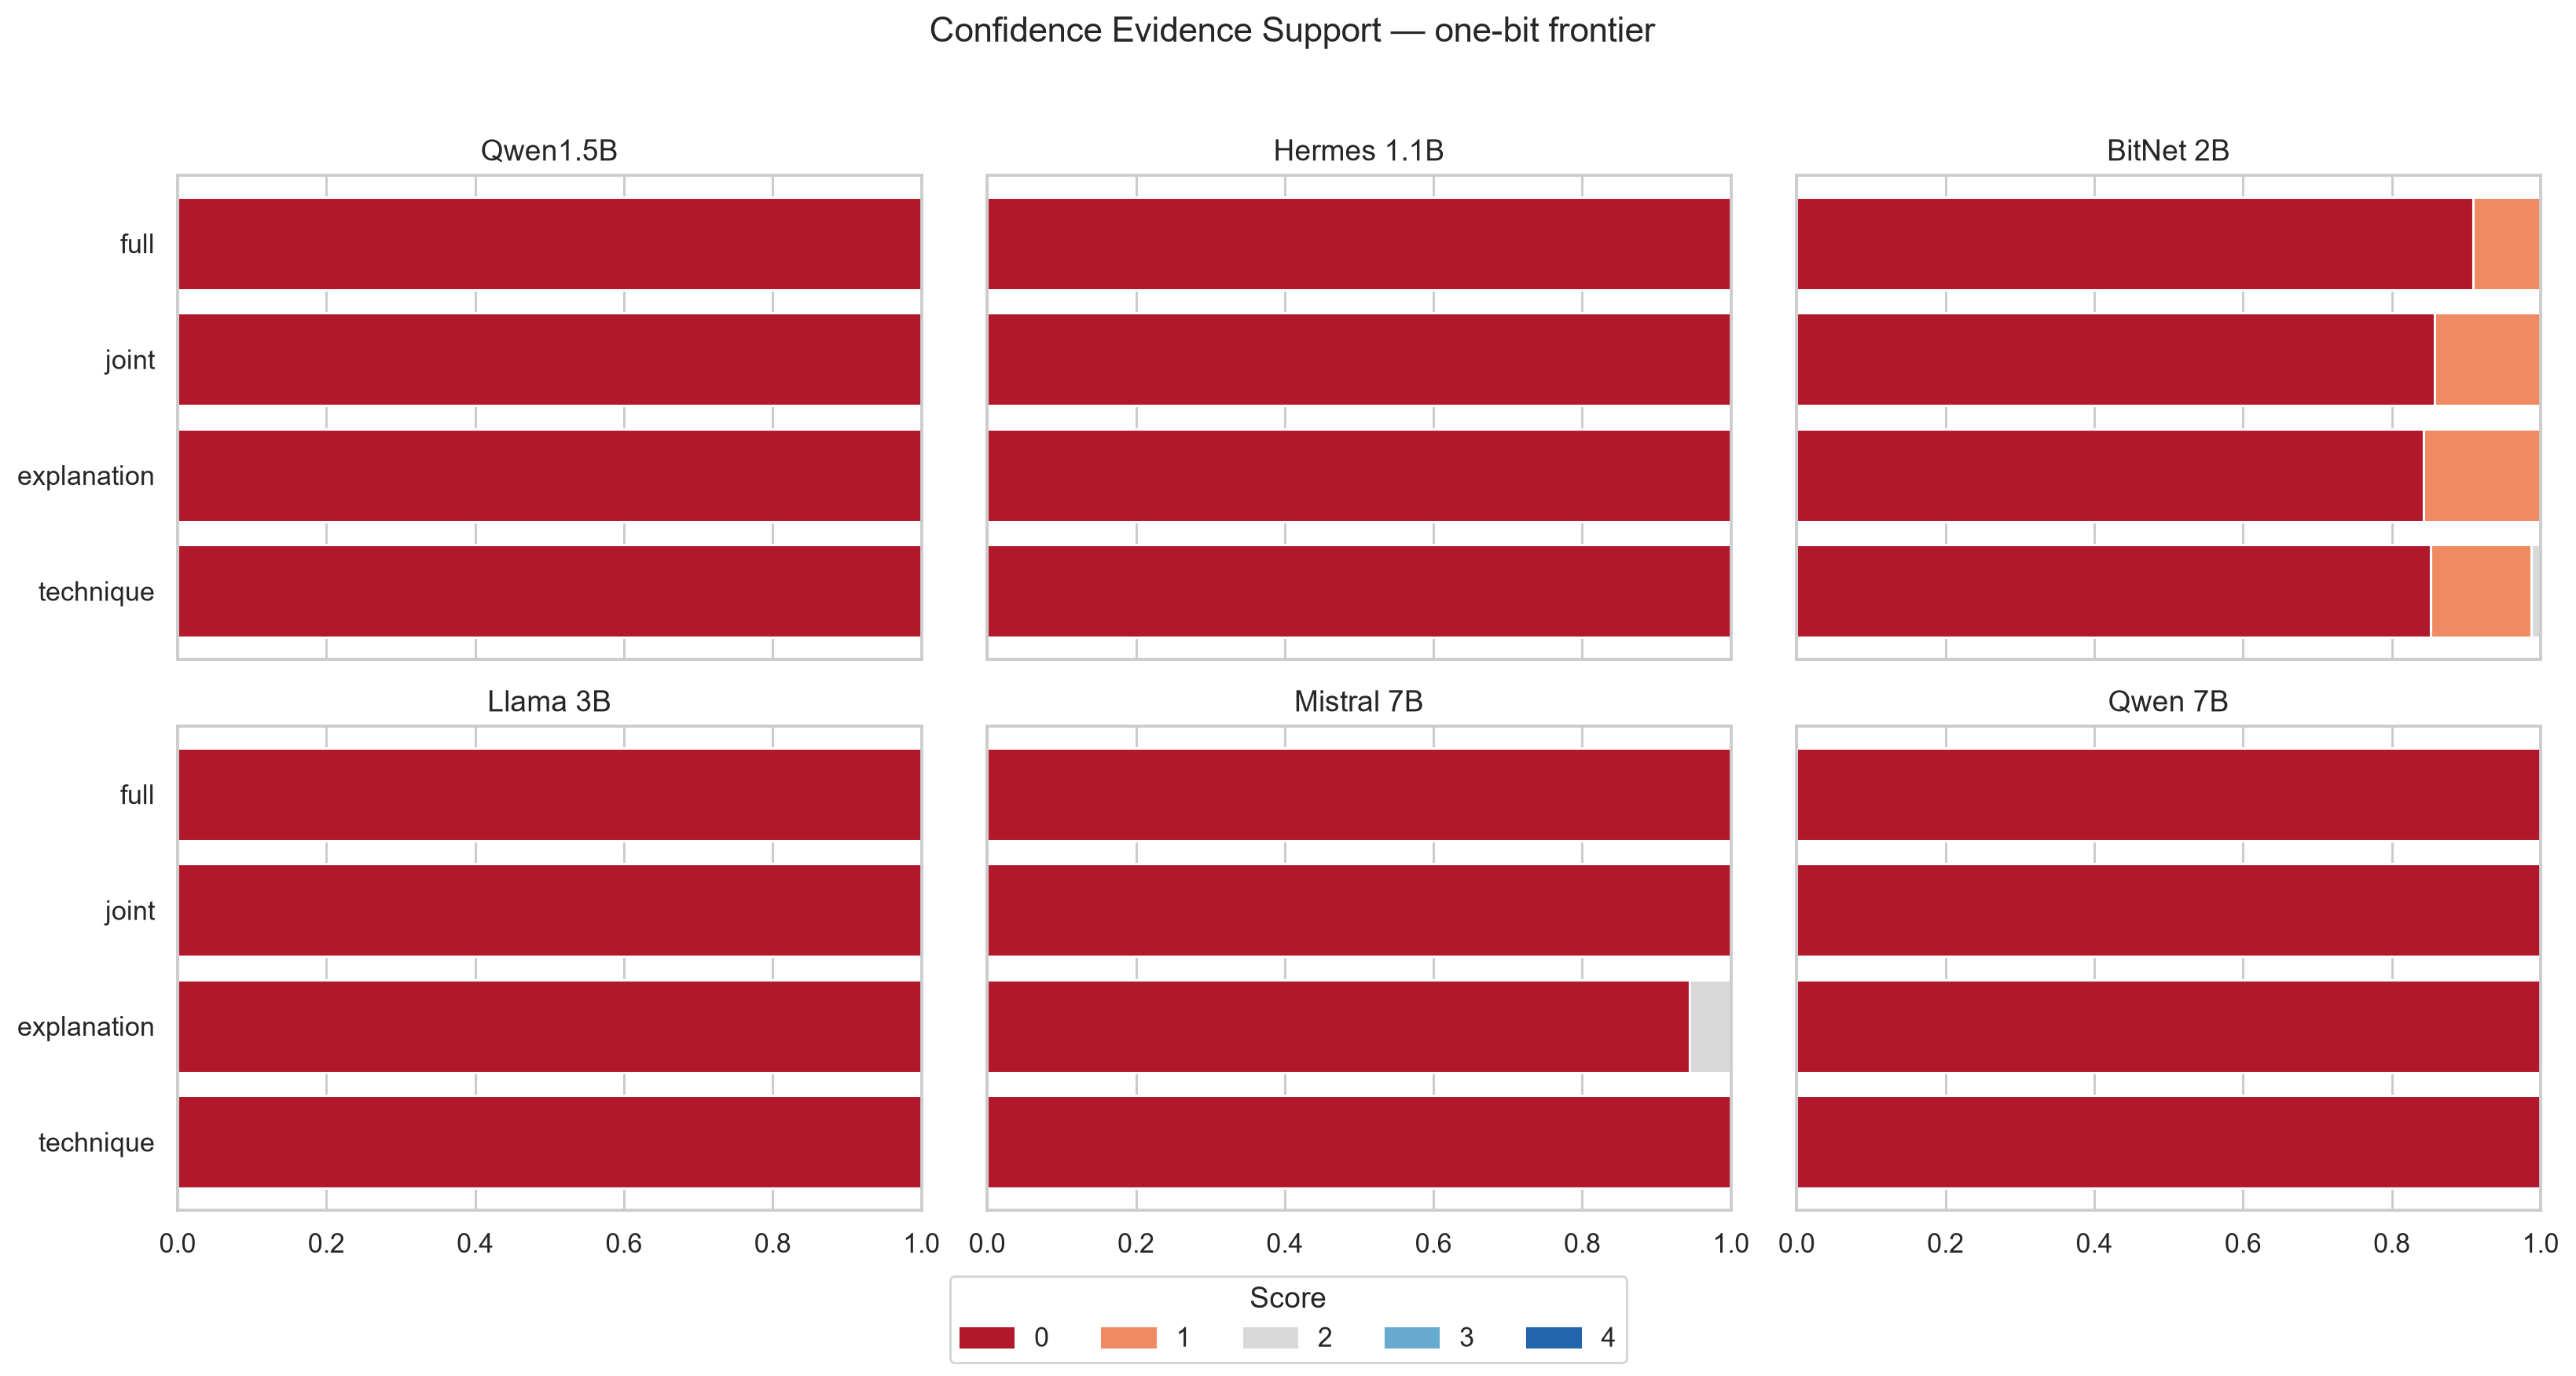 Confidence Evidence Support — one-bit frontier
Qwen1.5B
Hermes 1.1B
BitNet 2B
full
joint
explanation
technique
Llama 3B
Mistral 7B
Qwen 7B
full
joint
explanation
technique
0.0 0.2 0.4 0.6 0.8 1.0
0.0 0.2 0.4 0.6 0.8 1.0
0.0 0.2 0.4 0.6 0.8 1.0
Score
0 1 2 3 4